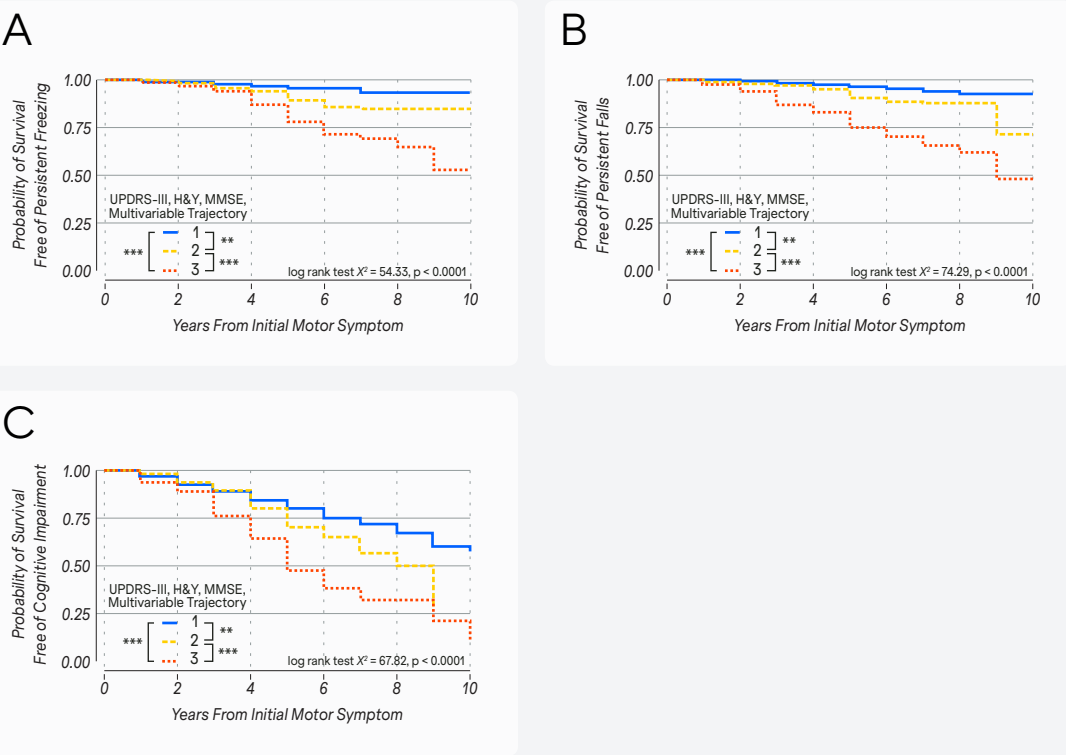 A
Probability of Survival
Free of Persistent Freezing
1.00
0.75
0.50
0.25
0.00
UPDRS-III, H&Y, MMSE,
Multivariable Trajectory
1
2
3
***
**
***
log rank test X² = 54.33, p < 0.0001
0 2 4 6 8 10
Years From Initial Motor Symptom
B
Probability of Survival
Free of Persistent Falls
1.00
0.75
0.50
0.25
0.00
UPDRS-III, H&Y, MMSE,
Multivariable Trajectory
1
2
3
***
**
***
log rank test X² = 74.29, p < 0.0001
0 2 4 6 8 10
Years From Initial Motor Symptom
C
Probability of Survival
Free of Cognitive Impairment
1.00
0.75
0.50
0.25
0.00
UPDRS-III, H&Y, MMSE,
Multivariable Trajectory
1
2
3
***
**
***
log rank test X² = 67.82, p < 0.0001
0 2 4 6 8 10
Years From Initial Motor Symptom